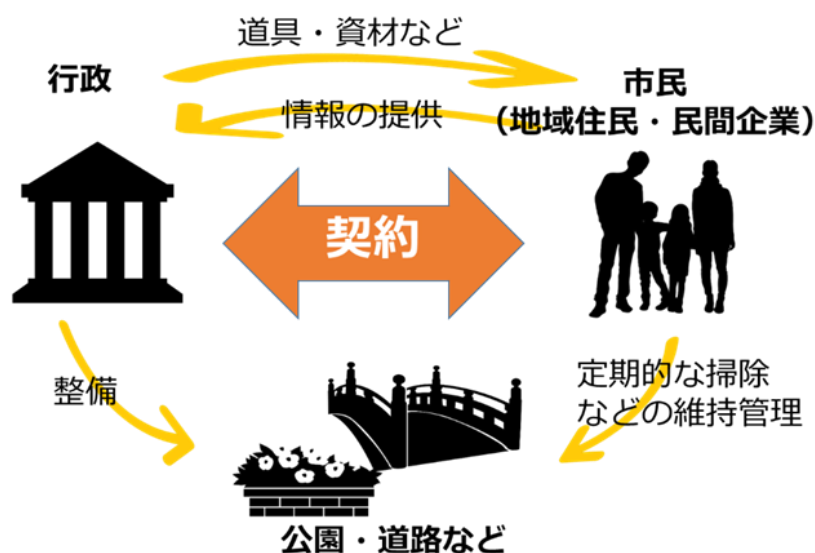 道具・資材など
行政
市民
（地域住民・民間企業）
情報の提供
契約
整備
定期的な掃除
などの維持管理
公園・道路など